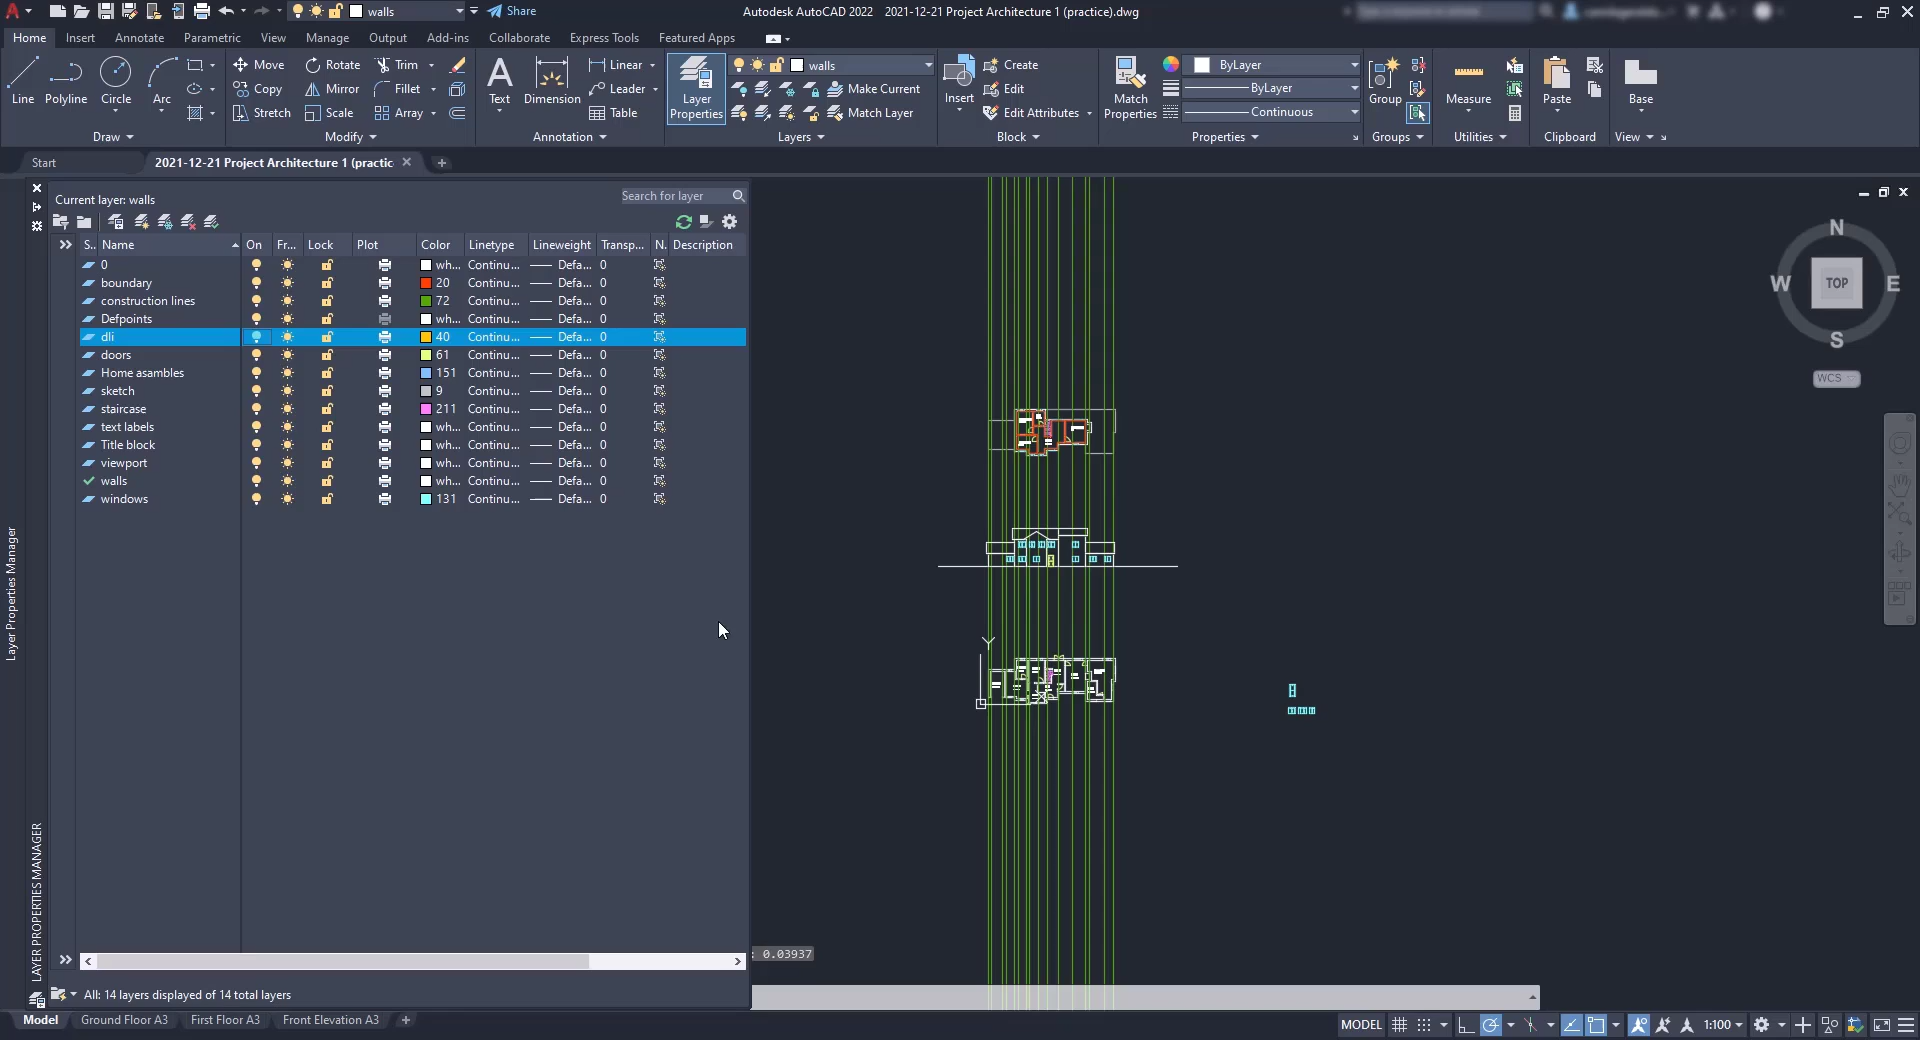 walls
Share
Autodesk AutoCAD 2022 2021-12-21 Project Architecture 1 (practice).dwg
Home Insert Annotate Parametric View Manage Output Add-ins Collaborate Express Tools Featured Apps
Line Polyline Circle Arc
Draw
Move Rotate Trim
Copy Mirror Fillet
Stretch Scale Array
Modify
Text Dimension
Linear
Leader
Table
Annotation
Layer Properties
walls
Make Current
Match Layer
Layers
Insert
Create
Edit
Edit Attributes
Block
Match Properties
ByLayer
ByLayer
Continuous
Properties
Group
Groups
Measure
Utilities
Paste
Clipboard
Base
View
Start
2021-12-21 Project Architecture 1 (practic
Current layer: walls
Search for layer
S.. Name On Fr... Lock Plot Color Linetype Lineweight Transp... N. Description
0 wh... Continu... Defa... 0
boundary 20 Continu... Defa... 0
construction lines 72 Continu... Defa... 0
Defpoints wh... Continu... Defa... 0
dli 40 Continu... Defa... 0
doors 61 Continu... Defa... 0
Home asambles 151 Continu... Defa... 0
sketch 9 Continu... Defa... 0
staircase 211 Continu... Defa... 0
text labels wh... Continu... Defa... 0
Title block wh... Continu... Defa... 0
viewport wh... Continu... Defa... 0
walls wh... Continu... Defa... 0
windows 131 Continu... Defa... 0
Layer Properties Manager
LAYER PROPERTIES MANAGER
All: 14 layers displayed of 14 total layers
N
W TOP E
S
WCS
Y
: 0.03937
Model Ground Floor A3 First Floor A3 Front Elevation A3
MODEL 1:100